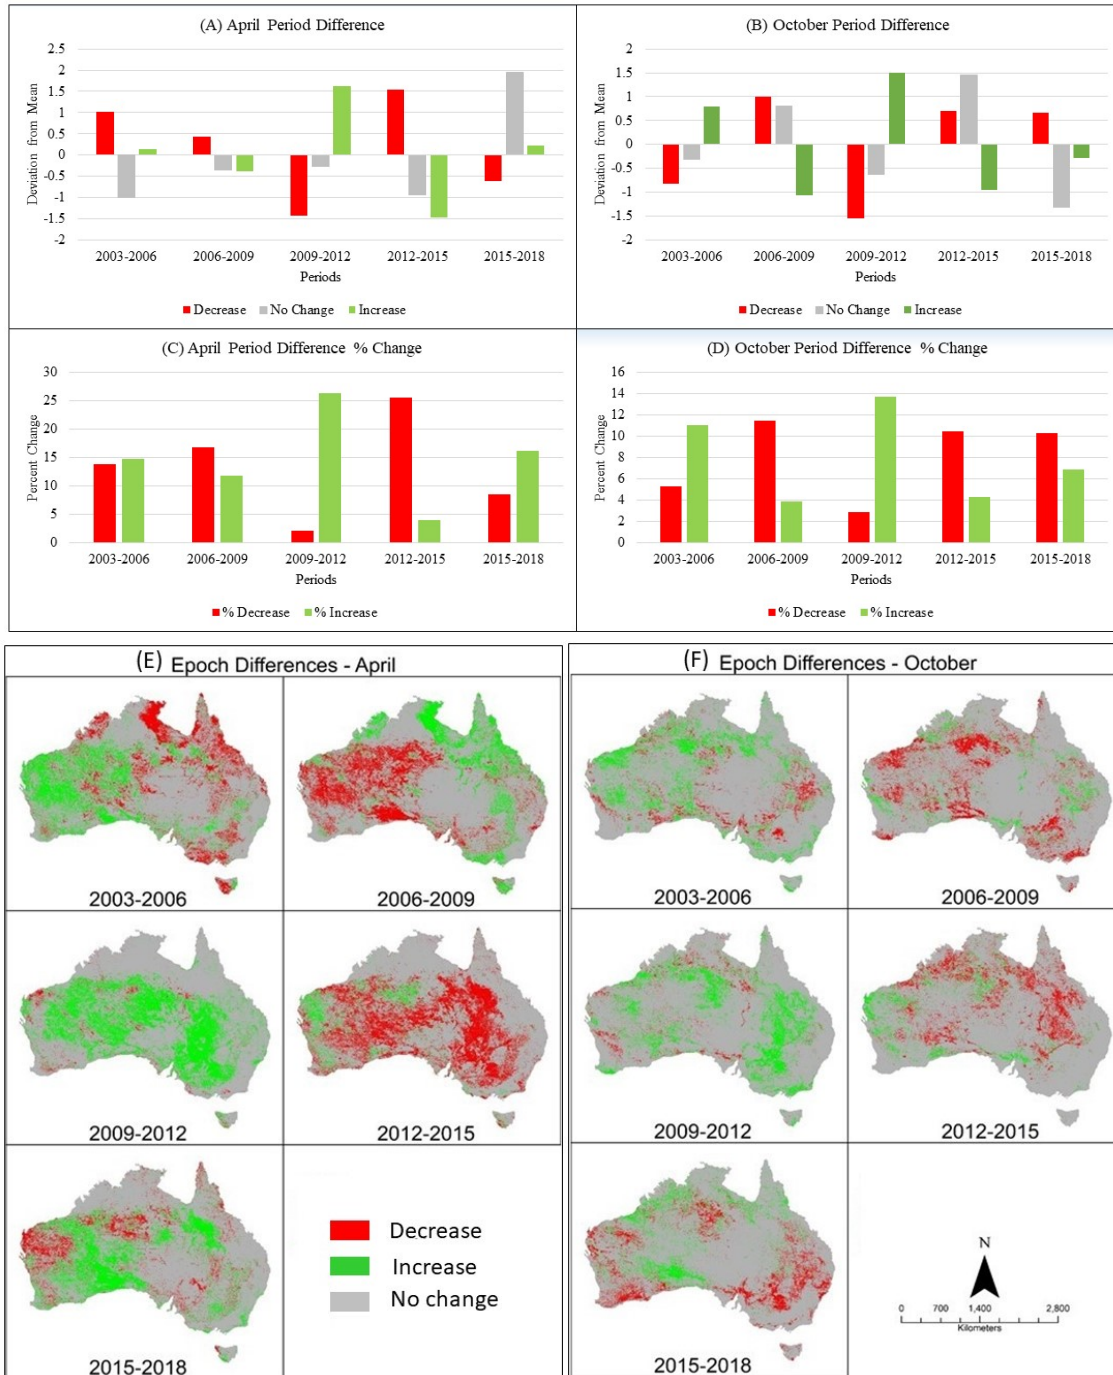 (A) April Period Difference
Deviation from Mean
2.5
2
1.5
1
0.5
0
-0.5
-1
-1.5
-2
2003-2006 2006-2009 2009-2012 2012-2015 2015-2018
Periods
Decrease No Change Increase
(B) October Period Difference
Deviation from Mean
2
1.5
1
0.5
0
-0.5
-1
-1.5
-2
2003-2006 2006-2009 2009-2012 2012-2015 2015-2018
Periods
Decrease No Change Increase
(C) April Period Difference % Change
Percent Change
30
25
20
15
10
5
0
2003-2006 2006-2009 2009-2012 2012-2015 2015-2018
Periods
% Decrease % Increase
(D) October Period Difference % Change
Percent Change
16
14
12
10
8
6
4
2
0
2003-2006 2006-2009 2009-2012 2012-2015 2015-2018
Periods
% Decrease % Increase
(E) Epoch Differences - April
2003-2006 2006-2009
2009-2012 2012-2015
2015-2018
Decrease
Increase
No change
(F) Epoch Differences - October
2003-2006 2006-2009
2009-2012 2012-2015
2015-2018
N
0 700 1,400 2,800
Kilometers